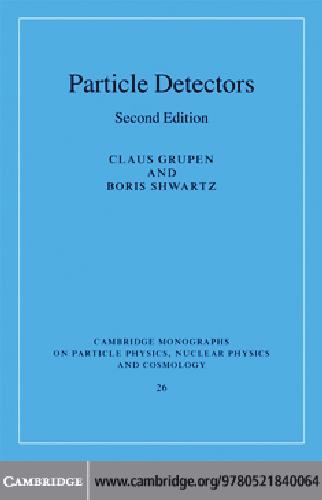 Particle Detectors
Second Edition
CLAUS GRUPEN
AND
BORIS SHWARTZ
CAMBRIDGE MONOGRAPHS
ON PARTICLE PHYSICS, NUCLEAR PHYSICS
AND COSMOLOGY
26
CAMBRIDGE
www.cambridge.org/9780521840064